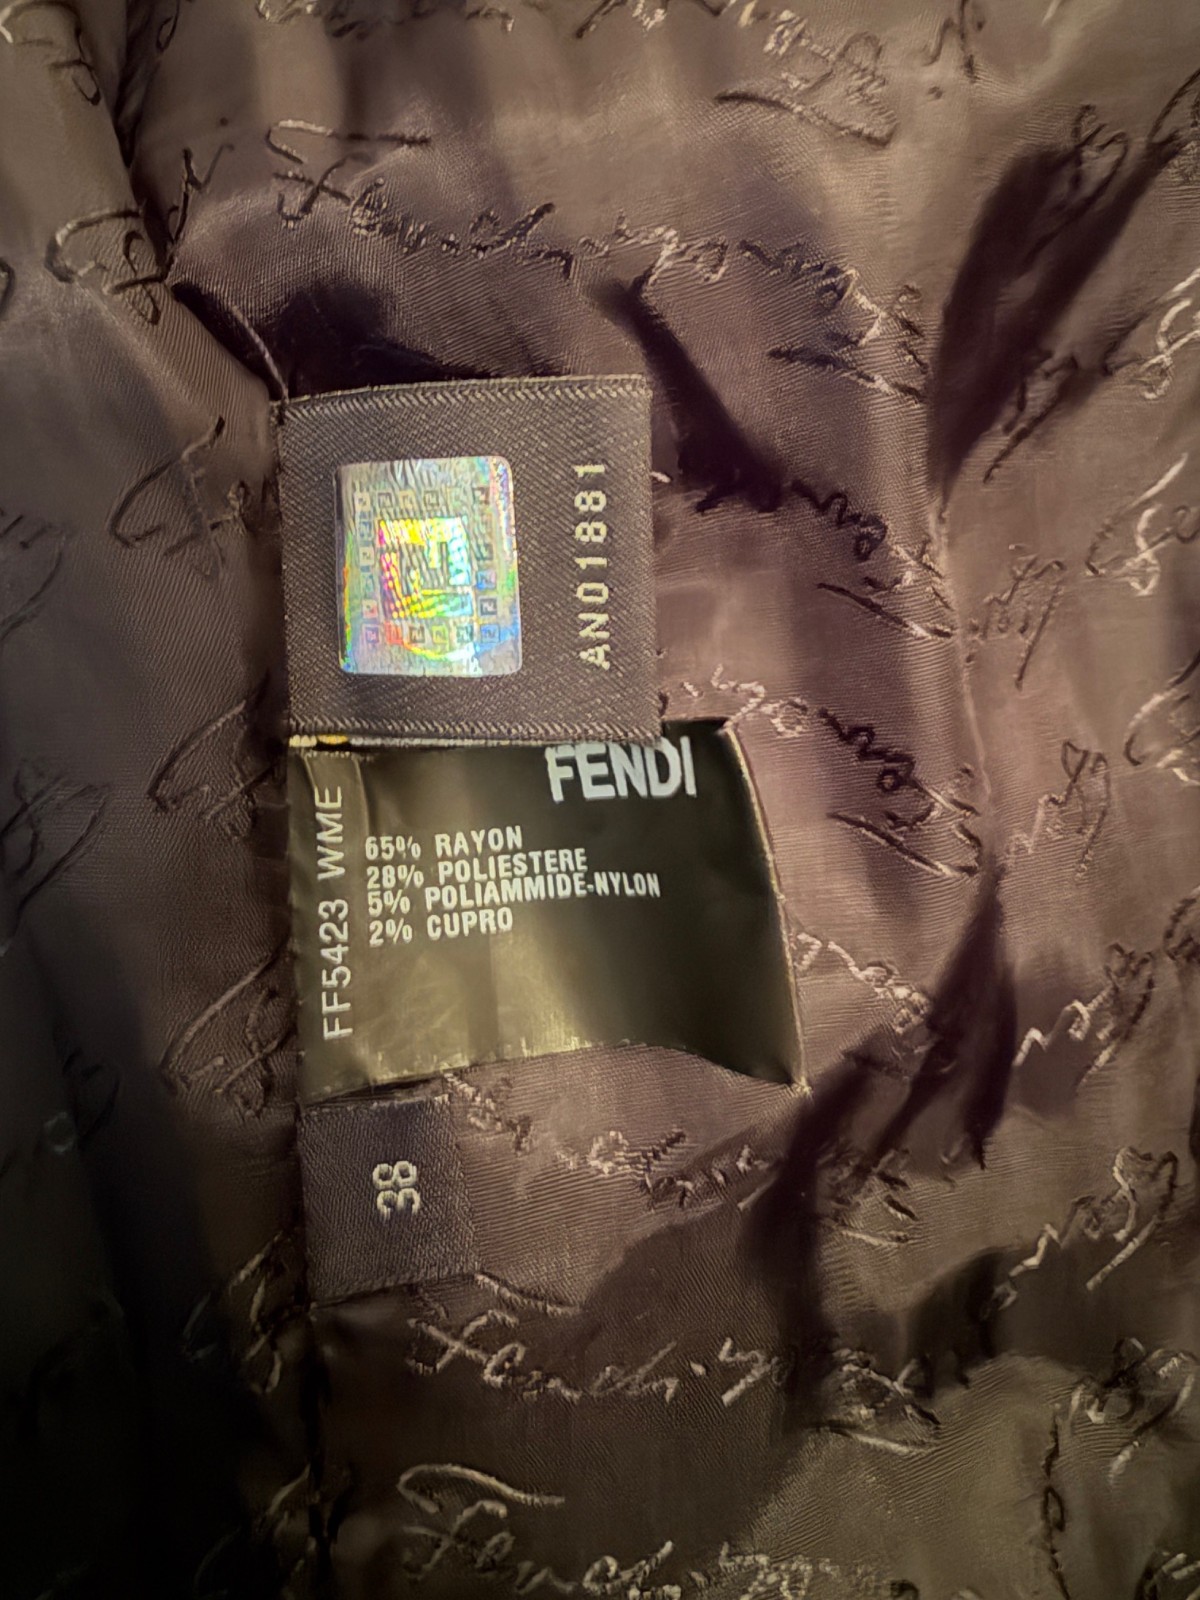 AN01881
FENDI
65% RAYON
28% POLIESTERE
5% POLIAMMIDE-NYLON
2% CUPRO
FF5423 WME
38